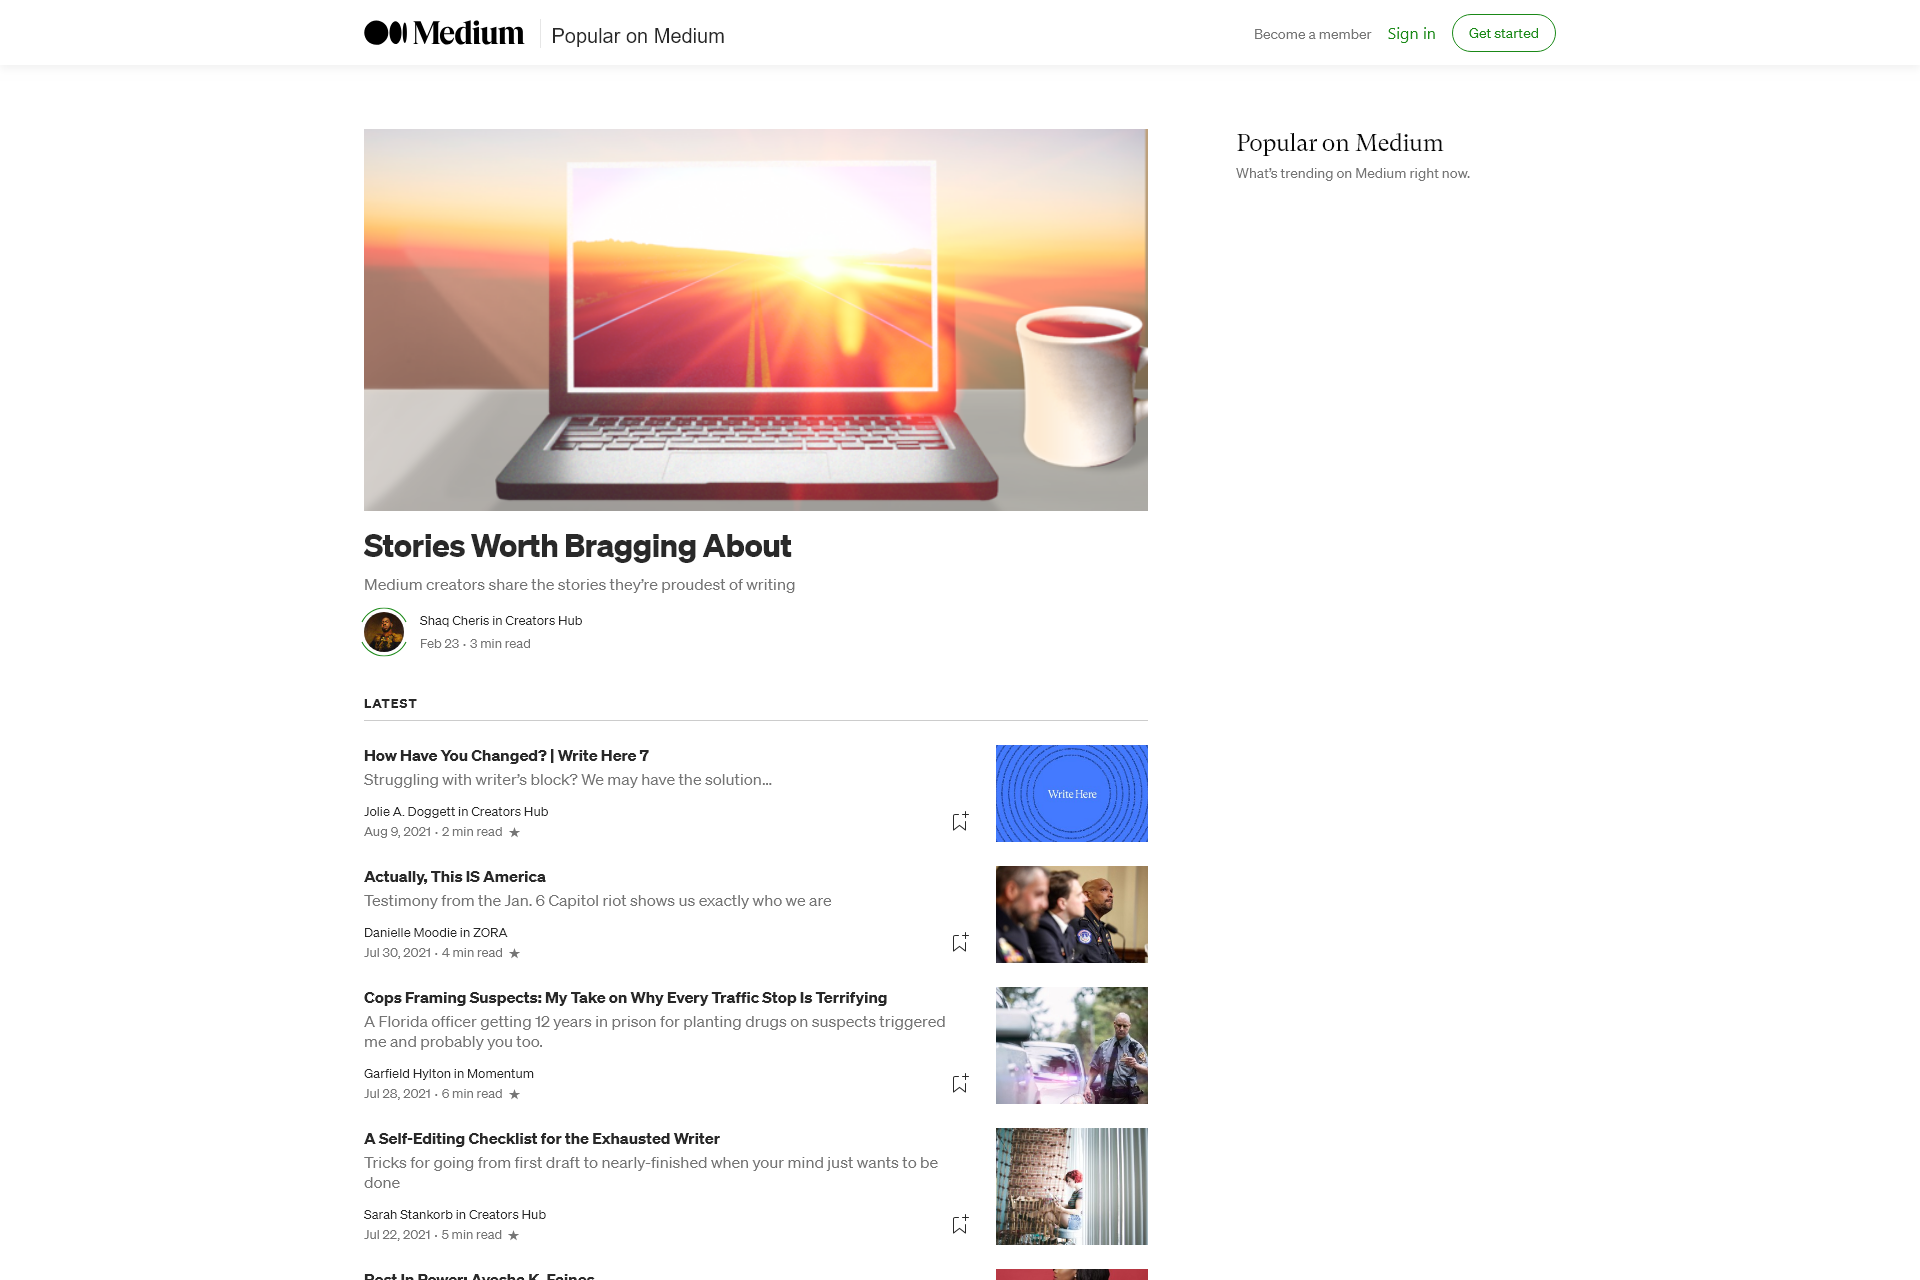 Medium
Popular on Medium
Become a member
Sign in
Get started
Popular on Medium
What's trending on Medium right now.
Stories Worth Bragging About
Medium creators share the stories they're proudest of writing
Shaq Cheris in Creators Hub
Feb 23 · 3 min read
LATEST
How Have You Changed? | Write Here 7
Struggling with writer's block? We may have the solution…
Jolie A. Doggett in Creators Hub
Aug 9, 2021 · 2 min read ★
Write Here
Actually, This IS America
Testimony from the Jan. 6 Capitol riot shows us exactly who we are
Danielle Moodie in ZORA
Jul 30, 2021 · 4 min read ★
Cops Framing Suspects: My Take on Why Every Traffic Stop Is Terrifying
A Florida officer getting 12 years in prison for planting drugs on suspects triggered
me and probably you too.
Garfield Hylton in Momentum
Jul 28, 2021 · 6 min read ★
A Self-Editing Checklist for the Exhausted Writer
Tricks for going from first draft to nearly-finished when your mind just wants to be
done
Sarah Stankorb in Creators Hub
Jul 22, 2021 · 5 min read ★
Rest In Power: Ayesha K. Faines